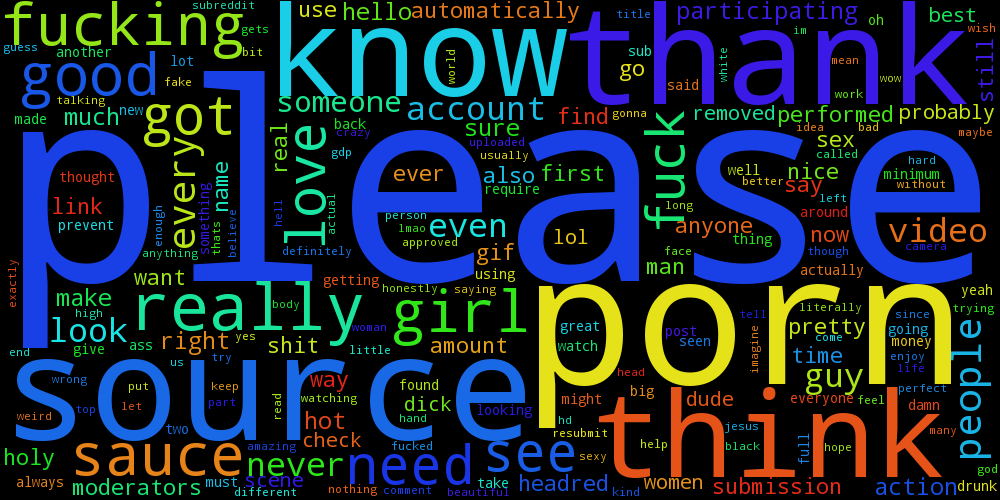 please
porn
know
thank
think
source
really
fucking
good
got
every
love
fuck
girl
sauce
never
need
see
look
people
video
guy
account
someone
even
use
hello
automatically
participating
best
subreddit
gets
guess
another
bit
lot
fake
talking
made
much
new
back
crazy
real
gdp
sure
uploaded
usually
find
gonna
go
sub
title
im
oh
said
white
world
mean
wow
work
wish
still
removed
performed
probably
idea
bad
maybe
sex
called
hard
minimum
without
well
better
nice
say
left
around
now
though
camera
actually
anyone
thing
long
face
man
also
first
require
ever
person
lmao
approved
lol
gif
using
saying
honestly
definitely
actual
hell
name
something
thats
believe
enough
anything
thought
link
prevent
exactly
want
getting
make
high
give
end
ass
right
yes
shit
body
woman
little
amount
great
watch
post
seen
tell
imagine
literally
pretty
come
time
since
going
money
enjoy
life
yeah
trying
perfect
feel
everyone
damn
many
god
drunk
action
hope
full
jesus
black
help
women
submission
dude
big
head
might
hd
resubmit
sexy
kind
headred
take
beautiful
looking
fucked
hand
found
dick
comment
nothing
check
hot
way
watching
read
keep
part
try
us
two
put
let
top
wrong
weird
holy
always
moderators
must
scene
amazing
different